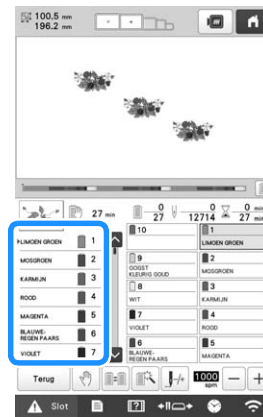 100.5 mm
196.2 mm
27 min
0
27
0
12714
0
27 min
LIMOEN GROEN 1
MOSGROEN 2
KARMIJN 3
ROOD 4
MAGENTA 5
BLAUWE-
REGEN PAARS 6
VIOLET 7
10
9
OOGST
KLEURIG GOUD
8
WIT
7
VIOLET
6
BLAUWE-
REGEN PAARS
1
LIMOEN GROEN
2
MOSGROEN
3
KARMIJN
4
ROOD
5
MAGENTA
Terug
1000
spm
Slot